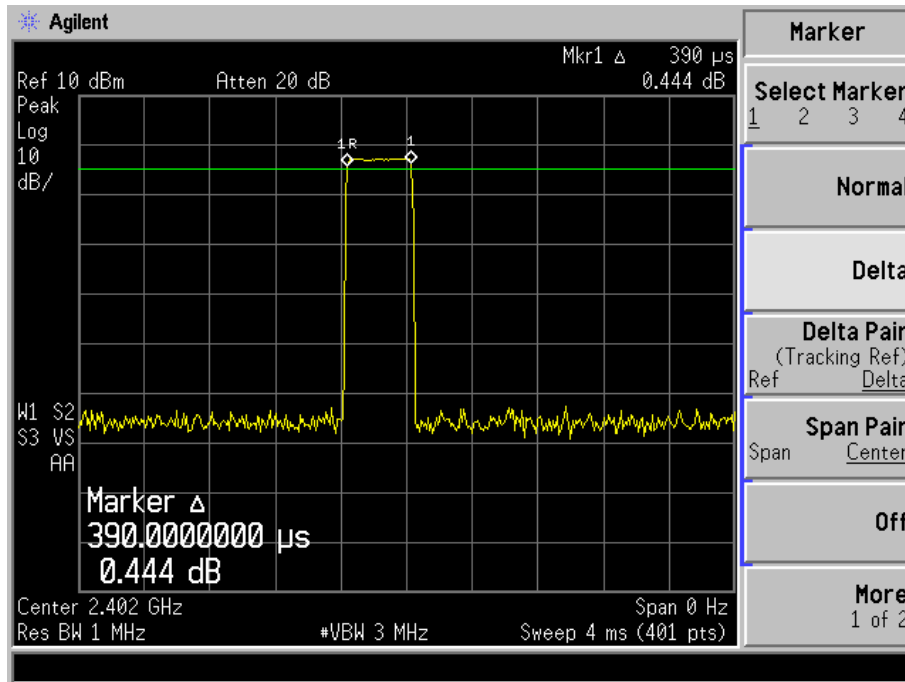 Agilent
Marker
Mkr1 Δ 390 µs
Ref 10 dBm Atten 20 dB 0.444 dB
Peak
Log
10
dB/
1R 1
W1 S2
S3 VS
AA
Marker Δ
390.0000000 µs
0.444 dB
Center 2.402 GHz Span 0 Hz
Res BW 1 MHz #VBW 3 MHz Sweep 4 ms (401 pts)
Select Marker
1 2 3 4
Normal
Delta
Delta Pair
(Tracking Ref)
Ref Delta
Span Pair
Span Center
Off
More
1 of 2